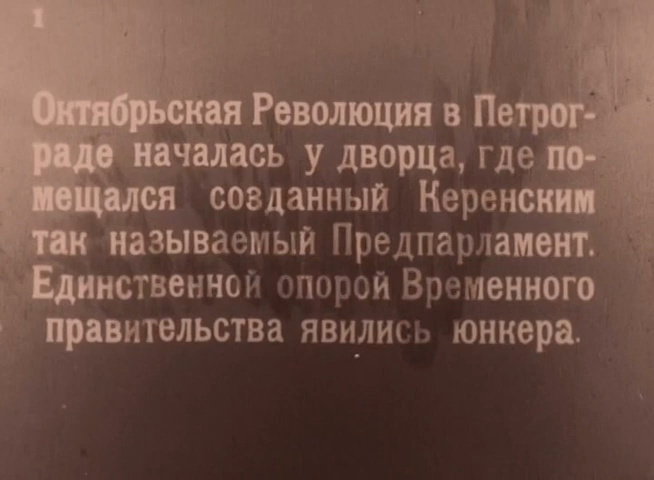 1
Октябрьская Революция в Петрог-
раде началась у дворца, где по-
мещался созданный Керенским
так называемый Предпарламент.
Единственной опорой Временного
правительства явились юнкера.